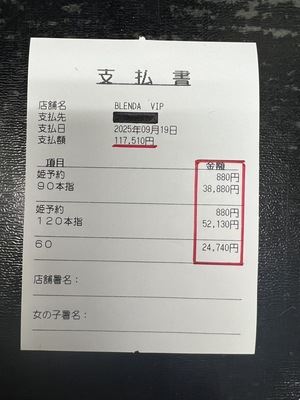 支払書
店舗名 BLENDA VIP
支払先
支払日 2025年09月19日
支払額 117,510円
項目 金額
姫予約 880円
90本指 38,880円
姫予約 880円
120本指 52,130円
60 24,740円
店舗署名：
女の子署名：